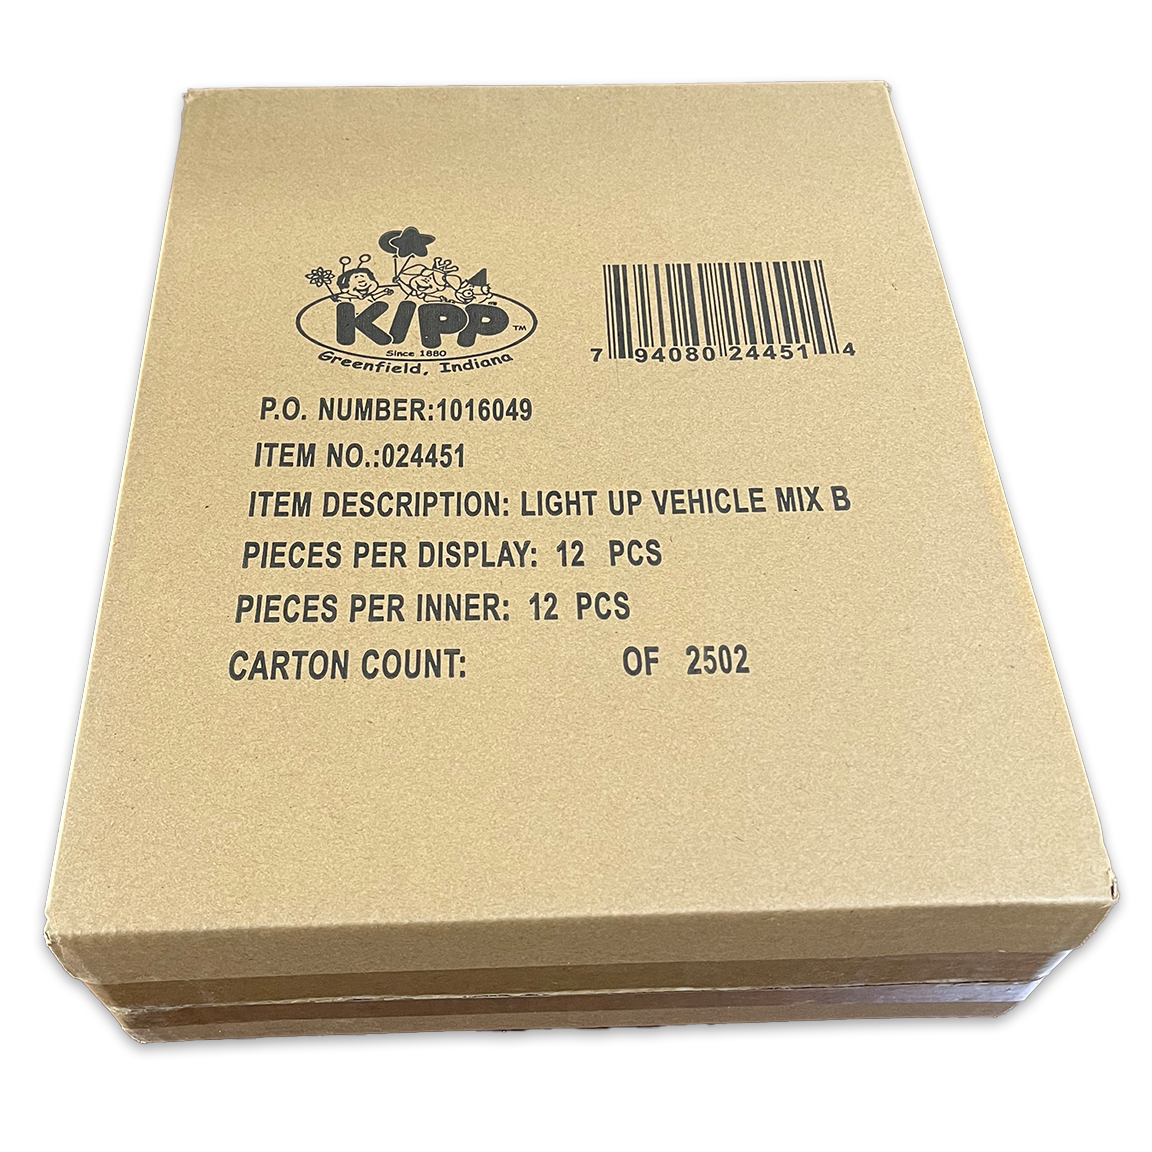 KIPP™
Since 1880
Greenfield, Indiana
7 94080 24451 4
P.O. NUMBER:1016049
ITEM NO.:024451
ITEM DESCRIPTION: LIGHT UP VEHICLE MIX B
PIECES PER DISPLAY: 12 PCS
PIECES PER INNER: 12 PCS
CARTON COUNT: OF 2502